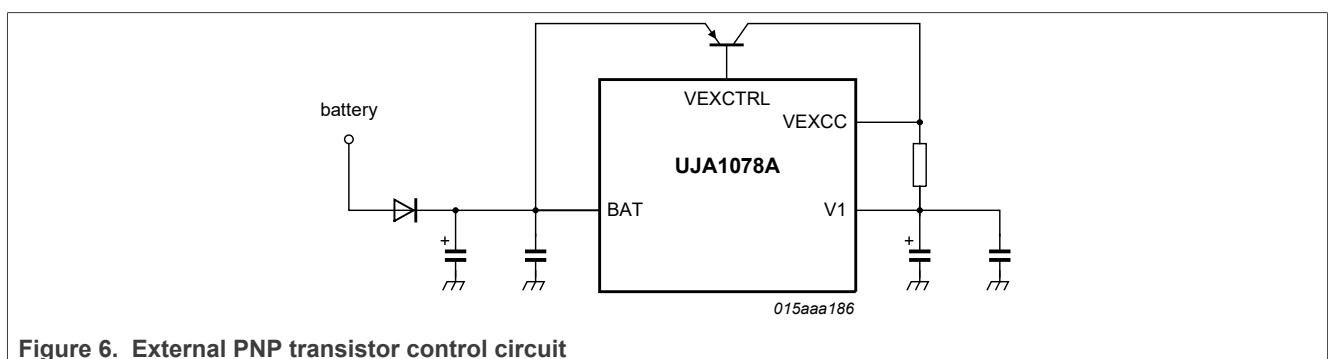 battery
VEXCTRL
VEXCC
UJA1078A
BAT
V1
+
+
015aaa186
Figure 6. External PNP transistor control circuit